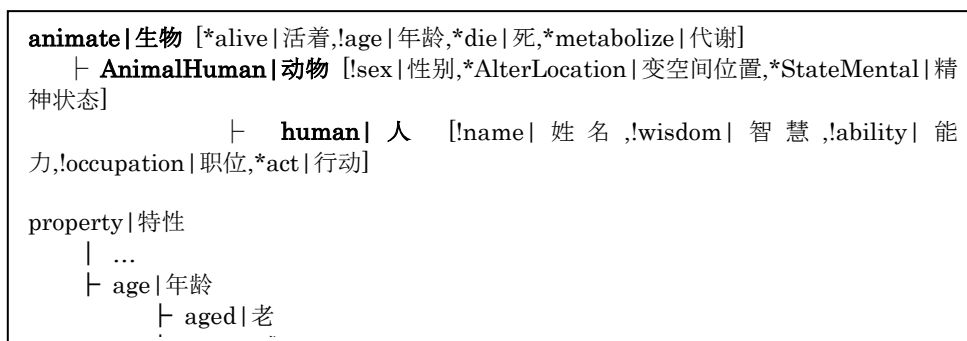 animate|生物 [*alive|活着,!age|年龄,*die|死,*metabolize|代谢]
├ AnimalHuman|动物 [!sex|性别,*AlterLocation|变空间位置,*StateMental|精
神状态]
├ human|人 [!name|姓名,!wisdom|智慧,!ability|能
力,!occupation|职位,*act|行动]
property|特性
| …
├ age|年龄
├ aged|老